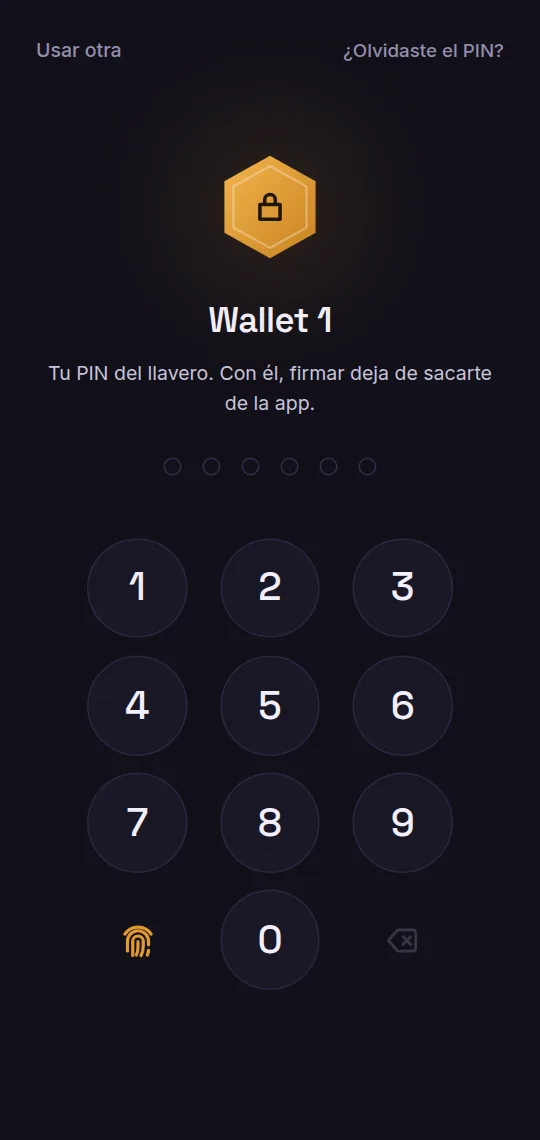 Usar otra
¿Olvidaste el PIN?
Wallet 1
Tu PIN del llavero. Con él, firmar deja de sacarte
de la app.
1 2 3
4 5 6
7 8 9
0